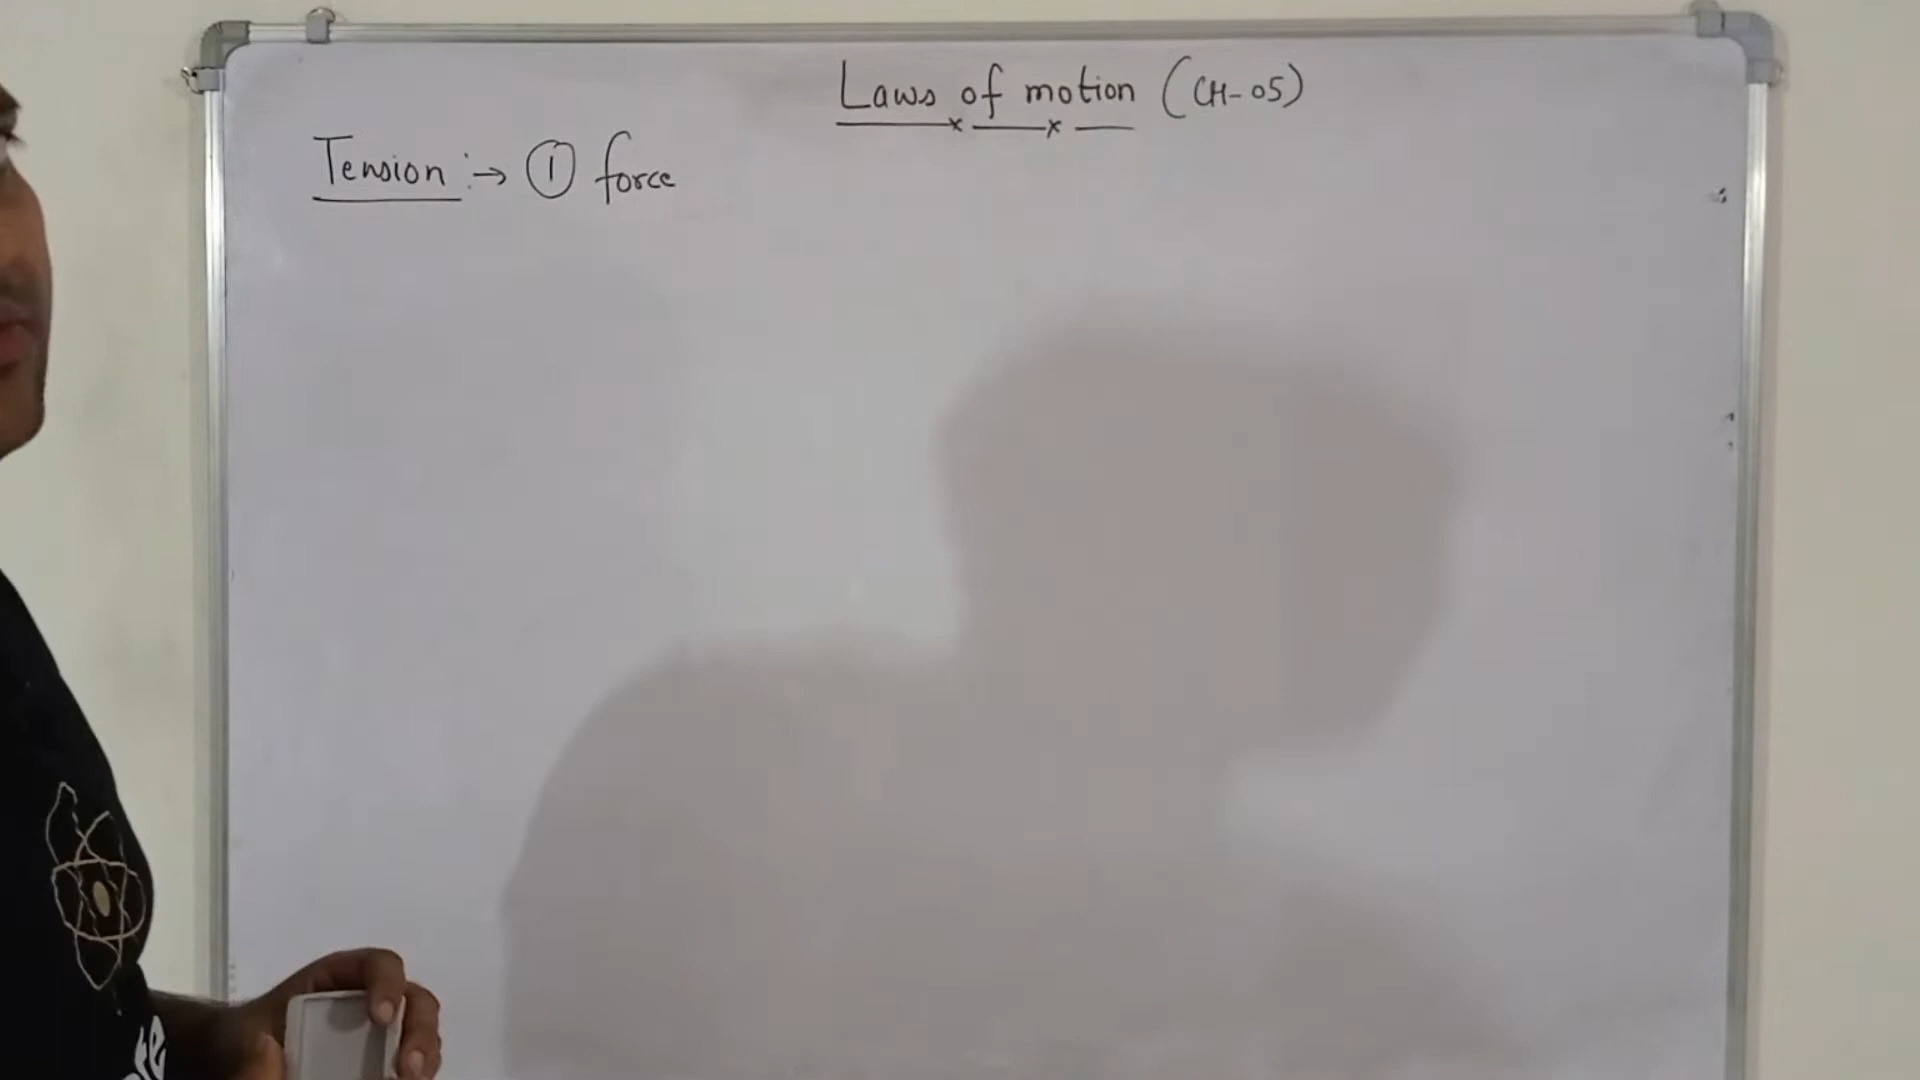 Laws of motion (CH-05)
Tension :→ ① force